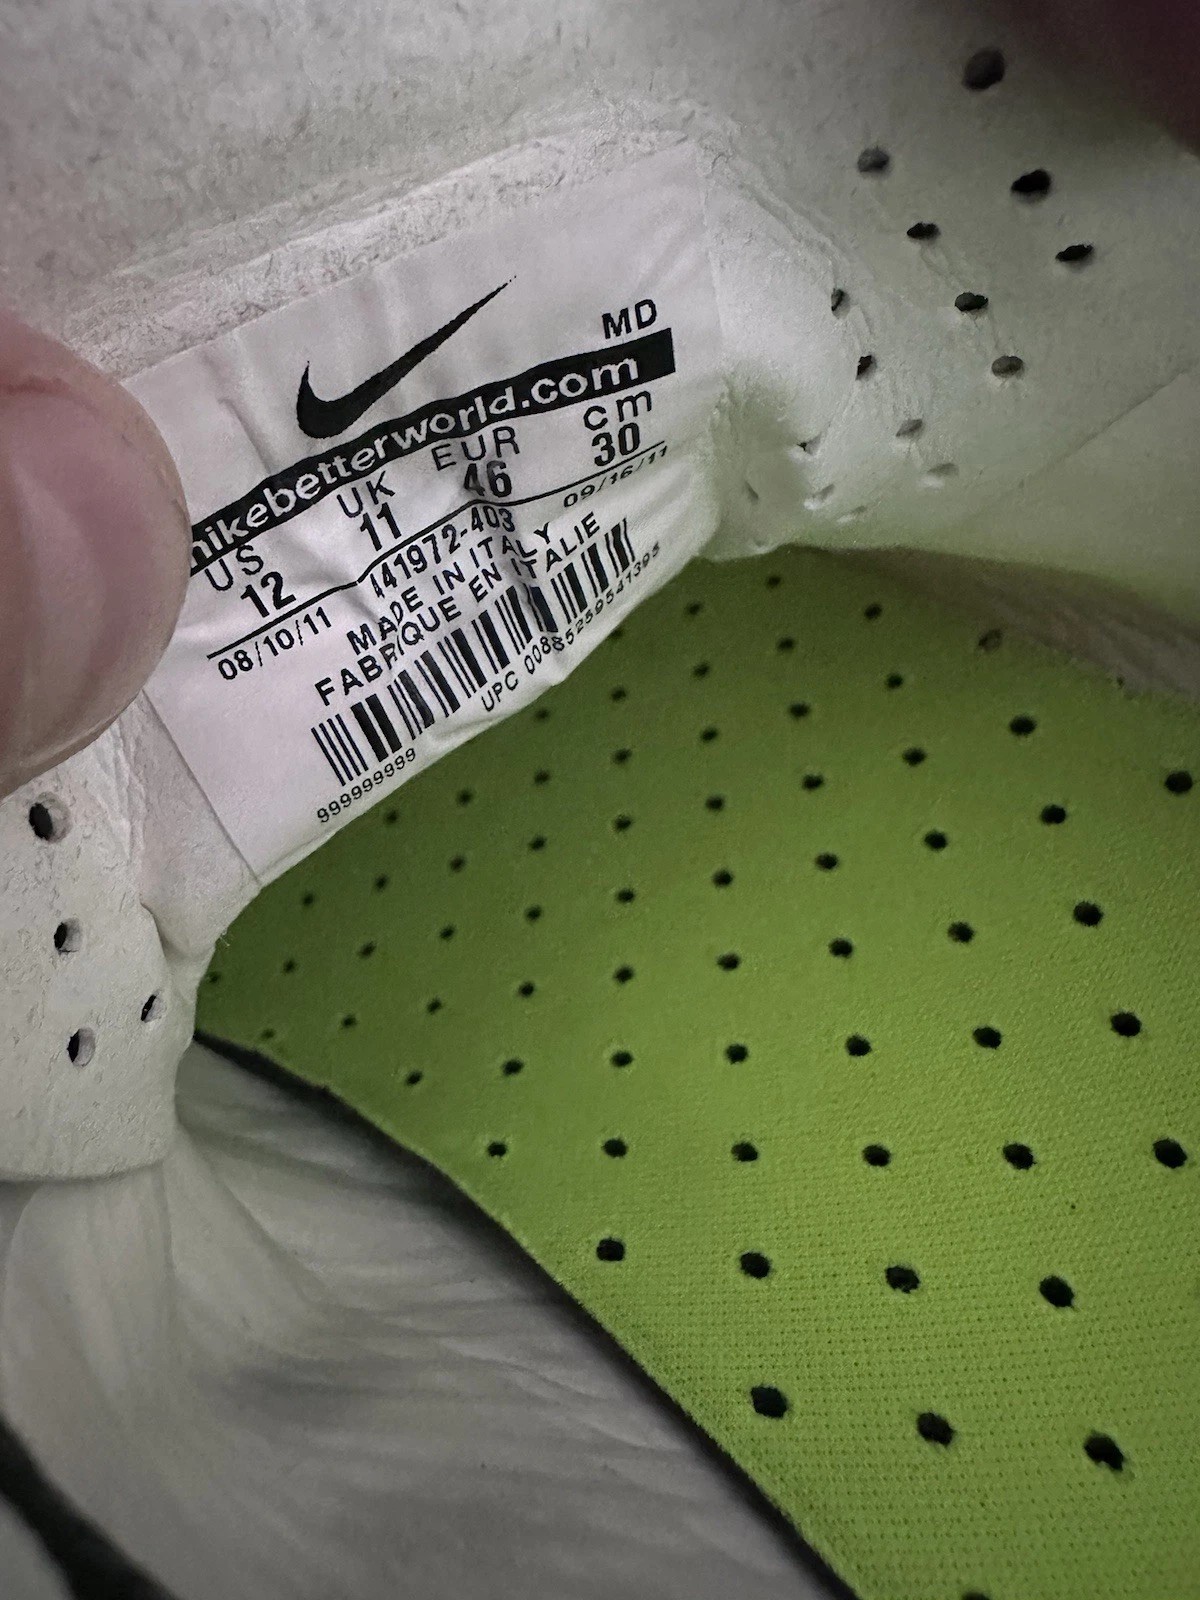 MD
nikebetterworld.com
US UK EUR cm
12 11 46 30
08/10/11 441972-403 09/16/11
MADE IN ITALY
FABRIQUE EN ITALIE
UPC 00885259541395
999999999